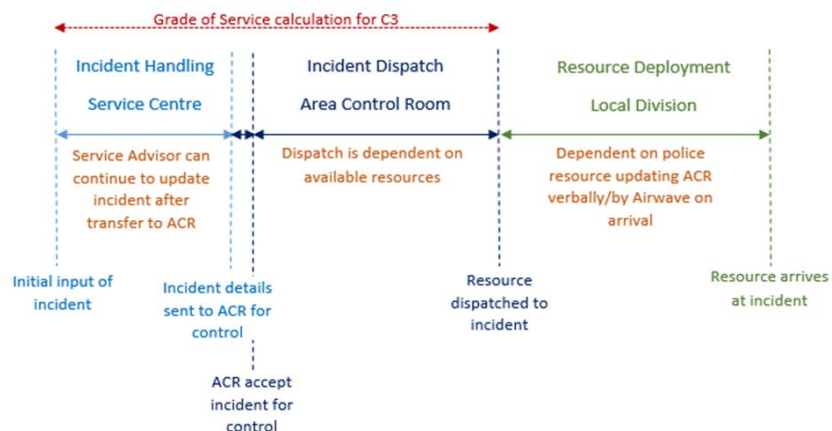 Grade of Service calculation for C3
Incident Handling
Service Centre
Incident Dispatch
Area Control Room
Resource Deployment
Local Division
Service Advisor can
continue to update
incident after
transfer to ACR
Dispatch is dependent on
available resources
Dependent on police
resource updating ACR
verbally/by Airwave on
arrival
Initial input of
incident
Incident details
sent to ACR for
control
ACR accept
incident for
control
Resource
dispatched to
incident
Resource arrives
at incident